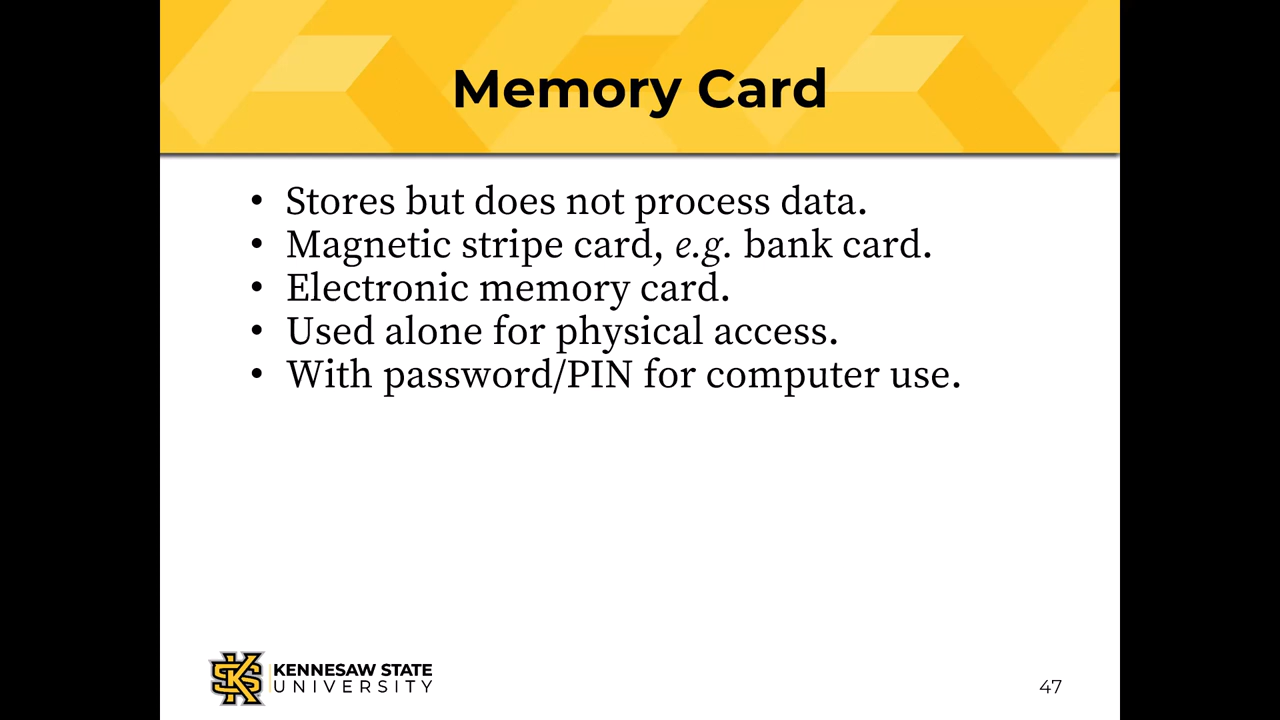 Memory Card
• Stores but does not process data.
• Magnetic stripe card, e.g. bank card.
• Electronic memory card.
• Used alone for physical access.
• With password/PIN for computer use.
KENNESAW STATE
UNIVERSITY
47